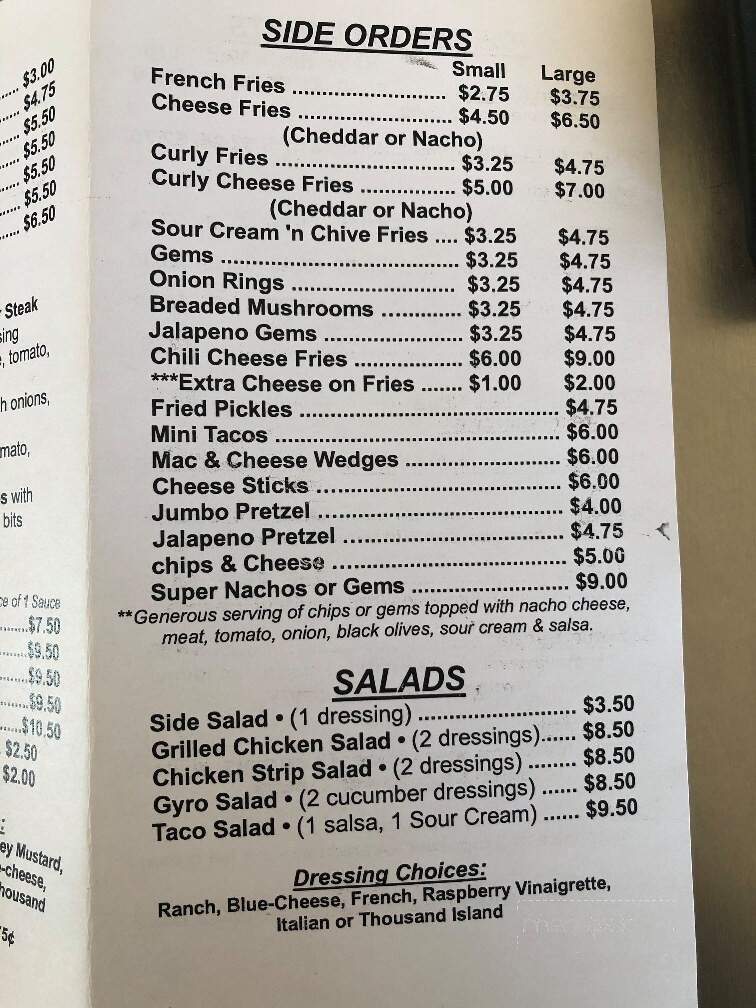 $3.00
$4.75
$5.50
$5.50
$5.50
$5.50
$6.50
Steak
tomato,
onions,
with
bits
of 1 Sauce
$7.50
$9.50
$9.50
$9.50
$10.50
$2.50
$2.00
Mustard,
5¢
SIDE ORDERS
Small Large
French Fries .......................... $2.75 $3.75
Cheese Fries .......................... $4.50 $6.50
(Cheddar or Nacho)
Curly Fries .............................. $3.25 $4.75
Curly Cheese Fries ............... $5.00 $7.00
(Cheddar or Nacho)
Sour Cream 'n Chive Fries .... $3.25 $4.75
Gems ....................................... $3.25 $4.75
Onion Rings ........................... $3.25 $4.75
Breaded Mushrooms ............. $3.25 $4.75
Jalapeno Gems ....................... $3.25 $4.75
Chili Cheese Fries .................. $6.00 $9.00
***Extra Cheese on Fries ....... $1.00 $2.00
Fried Pickles ........................................... $4.75
Mini Tacos ............................................... $6.00
Mac & Cheese Wedges .......................... $6.00
Cheese Sticks ......................................... $6.00
Jumbo Pretzel ......................................... $4.00
Jalapeno Pretzel ..................................... $4.75
chips & Cheese ....................................... $5.00
Super Nachos or Gems .......................... $9.00
**Generous serving of chips or gems topped with nacho cheese,
meat, tomato, onion, black olives, sour cream & salsa.
SALADS
Side Salad • (1 dressing) .......................... $3.50
Grilled Chicken Salad • (2 dressings)...... $8.50
Chicken Strip Salad • (2 dressings) ........ $8.50
Gyro Salad • (2 cucumber dressings) ...... $8.50
Taco Salad • (1 salsa, 1 Sour Cream) ...... $9.50
Dressing Choices:
Ranch, Blue-Cheese, French, Raspberry Vinaigrette,
Italian or Thousand Island